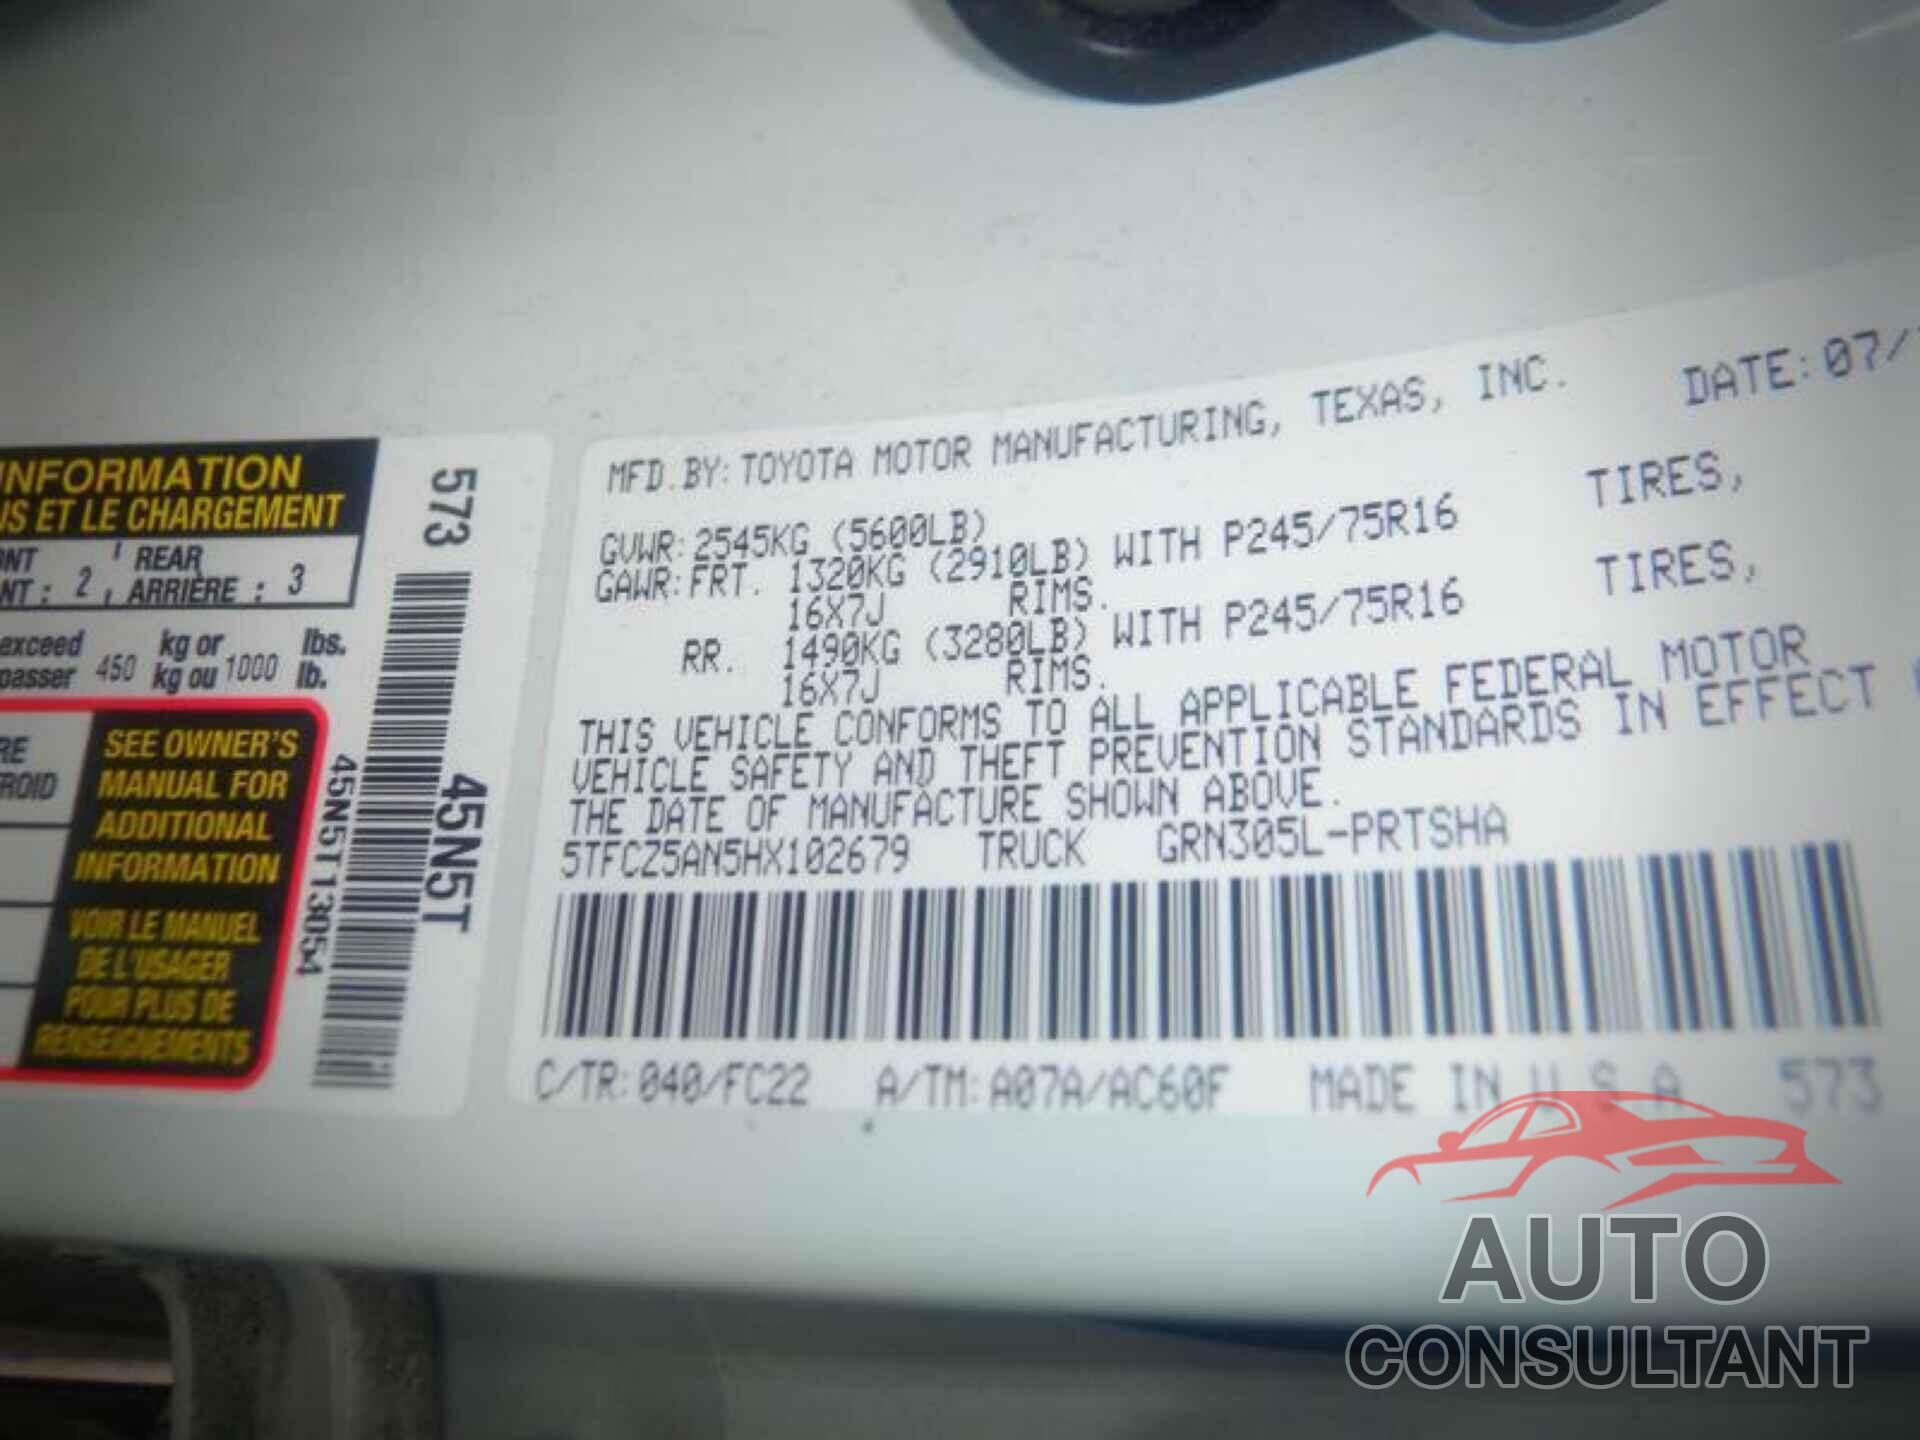 INFORMATION
NS ET LE CHARGEMENT
REAR
NT : 2 , ARRIÈRE : 3
exceed kg or lbs.
passer 450 kg ou 1000 lb.
SEE OWNER'S
MANUAL FOR
ADDITIONAL
INFORMATION
VOIR LE MANUEL
DE L'USAGER
POUR PLUS DE
RENSEIGNEMENTS
573
45N5T
45N5T13054
MFD.BY: TOYOTA MOTOR MANUFACTURING, TEXAS, INC. DATE: 07/
GVWR: 2545KG (5600LB)
GAWR: FRT. 1320KG (2910LB) WITH P245/75R16 TIRES,
16X7J RIMS.
RR. 1490KG (3280LB) WITH P245/75R16 TIRES,
16X7J RIMS.
THIS VEHICLE CONFORMS TO ALL APPLICABLE FEDERAL MOTOR
VEHICLE SAFETY AND THEFT PREVENTION STANDARDS IN EFFECT
THE DATE OF MANUFACTURE SHOWN ABOVE.
5TFCZ5AN5HX102679 TRUCK GRN305L-PRTSHA
C/TR: 040/FC22 A/TM: A07A/AC60F MADE IN U.S.A 573
AUTO
CONSULTANT